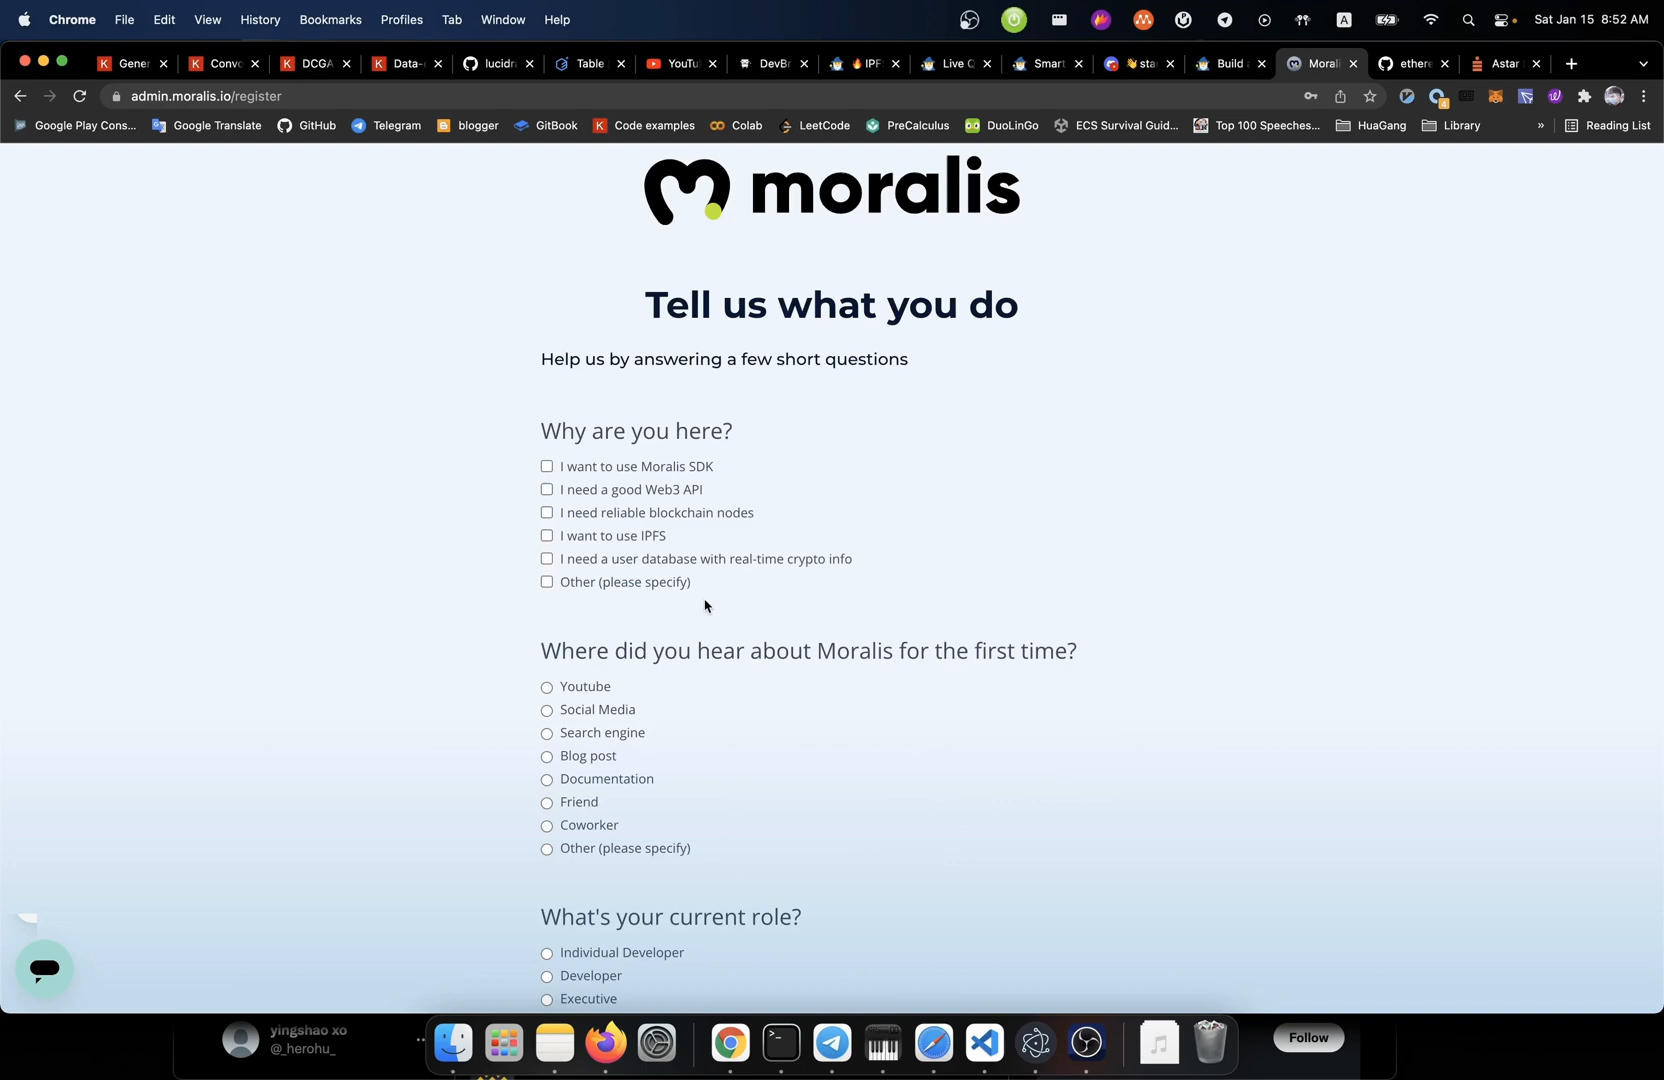 Chrome File Edit View History Bookmarks Profiles Tab Window Help A Sat Jan 15 8:52 AM
K Gener K Convo K DCGA K Data- lucidra Table YouTu DevBr 🔥IPF Live Q Smart 👋sta Build Morali ethere Astar
admin.moralis.io/register 4
Google Play Cons... Google Translate GitHub Telegram blogger GitBook K Code examples Colab LeetCode PreCalculus DuoLinGo ECS Survival Guid... Top 100 Speeches... HuaGang Library » Reading List
moralis
Tell us what you do
Help us by answering a few short questions
Why are you here?
I want to use Moralis SDK
I need a good Web3 API
I need reliable blockchain nodes
I want to use IPFS
I need a user database with real-time crypto info
Other (please specify)
Where did you hear about Moralis for the first time?
Youtube
Social Media
Search engine
Blog post
Documentation
Friend
Coworker
Other (please specify)
What's your current role?
Individual Developer
Developer
Executive
yingshao xo
@_herohu_
Follow